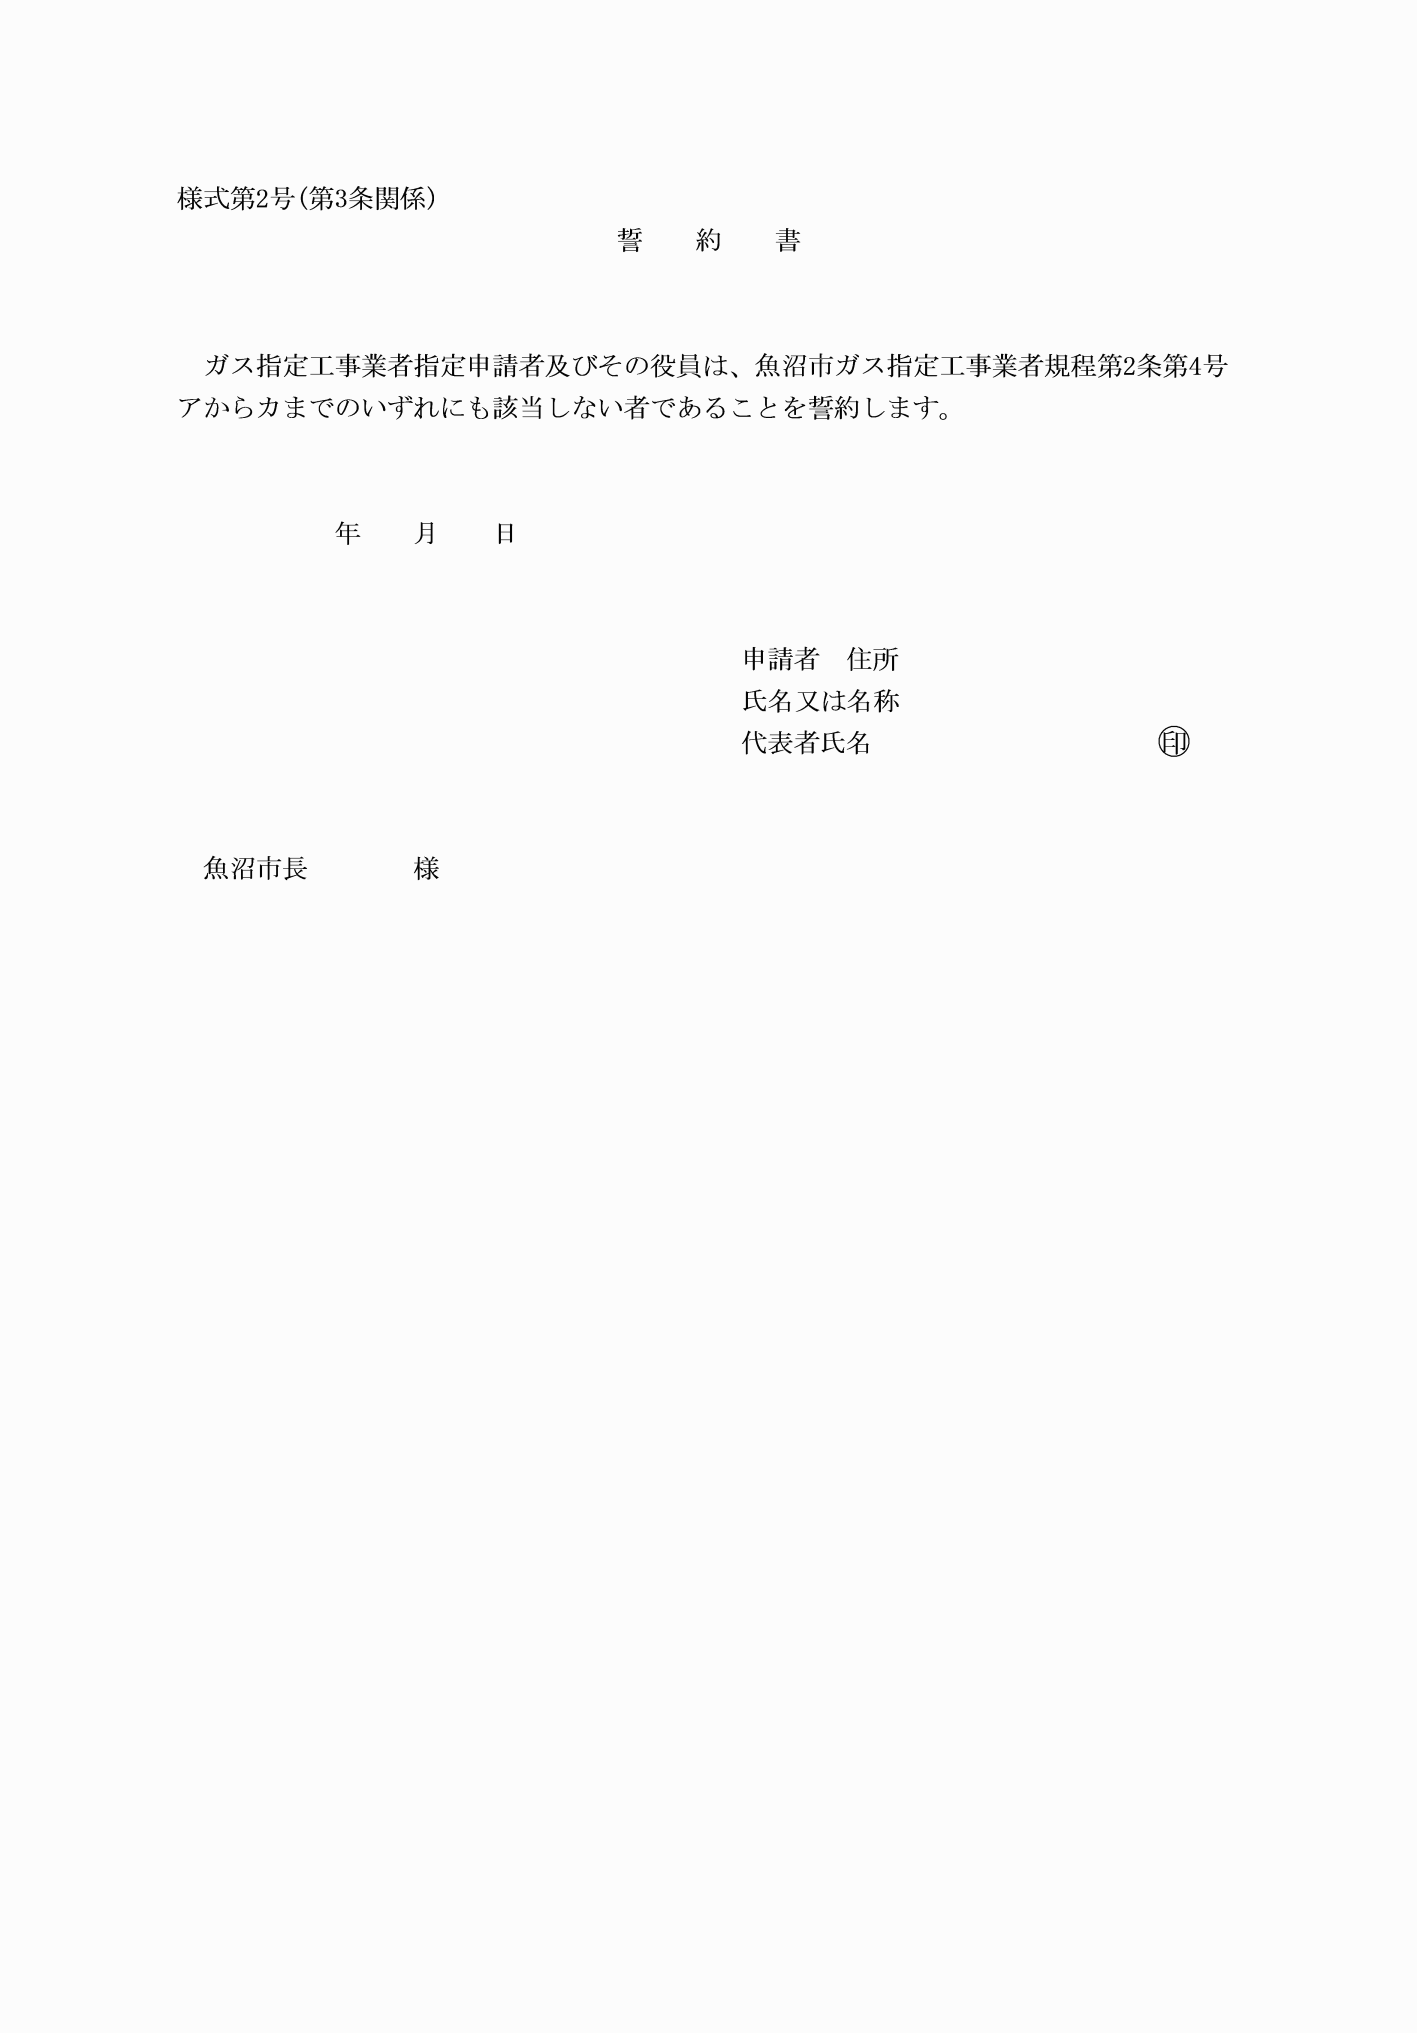 様式第2号(第3条関係)
誓　　約　　書
　ガス指定工事業者指定申請者及びその役員は、魚沼市ガス指定工事業者規程第2条第4号
アからカまでのいずれにも該当しない者であることを誓約します。
年　　月　　日
申請者　住所
氏名又は名称
代表者氏名　　　　　　　　　　　㊞
魚沼市長　　　　様